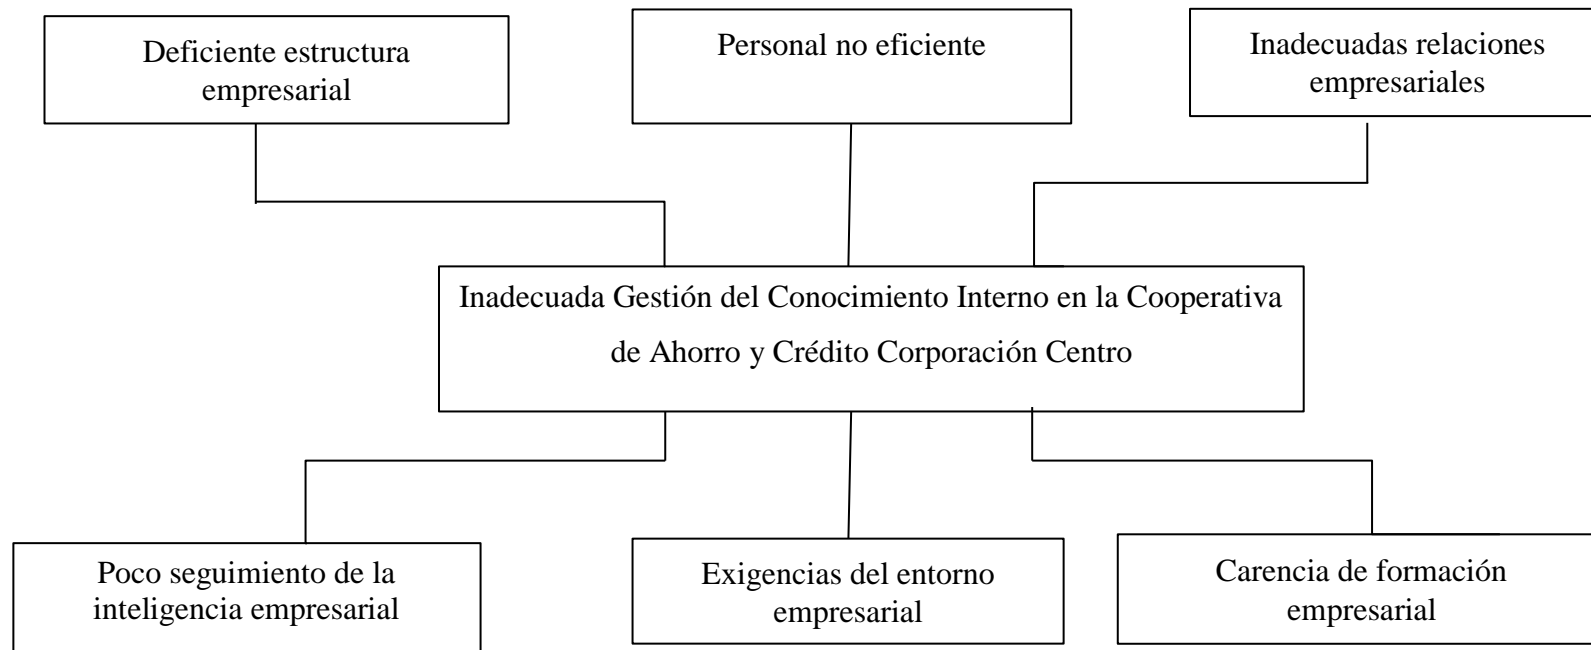 Deficiente estructura
empresarial
Personal no eficiente
Inadecuadas relaciones
empresariales
Inadecuada Gestión del Conocimiento Interno en la Cooperativa
de Ahorro y Crédito Corporación Centro
Poco seguimiento de la
inteligencia empresarial
Exigencias del entorno
empresarial
Carencia de formación
empresarial